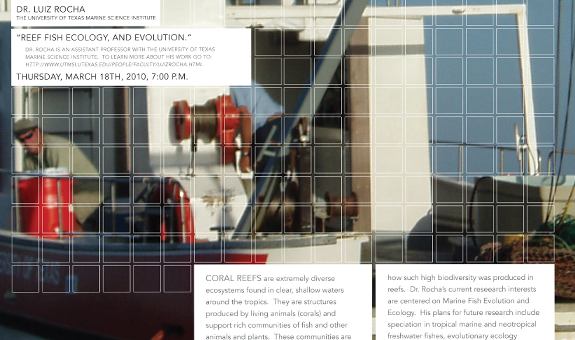 DR. LUIZ ROCHA
THE UNIVERSITY OF TEXAS MARINE SCIENCE INSTITUTE
"REEF FISH ECOLOGY, AND EVOLUTION."
DR. ROCHA IS AN ASSISTANT PROFESSOR WITH THE UNIVERSITY OF TEXAS
MARINE SCIENCE INSTITUTE. TO LEARN MORE ABOUT HIS WORK GO TO:
HTTP://WWW.UTMSI.UTEXAS.EDU/PEOPLE/FACULTY/LUIZROCHA.HTML
THURSDAY, MARCH 18TH, 2010, 7:00 P.M.
CORAL REEFS are extremely diverse
ecosystems found in clear, shallow waters
around the tropics. They are structures
produced by living animals (corals) and
support rich communities of fish and other
animals and plants. These communities are
how such high biodiversity was produced in
reefs. Dr. Rocha's current research interests
are centered on Marine Fish Evolution and
Ecology. His plans for future research include
speciation in tropical marine and neotropical
freshwater fishes, evolutionary ecology